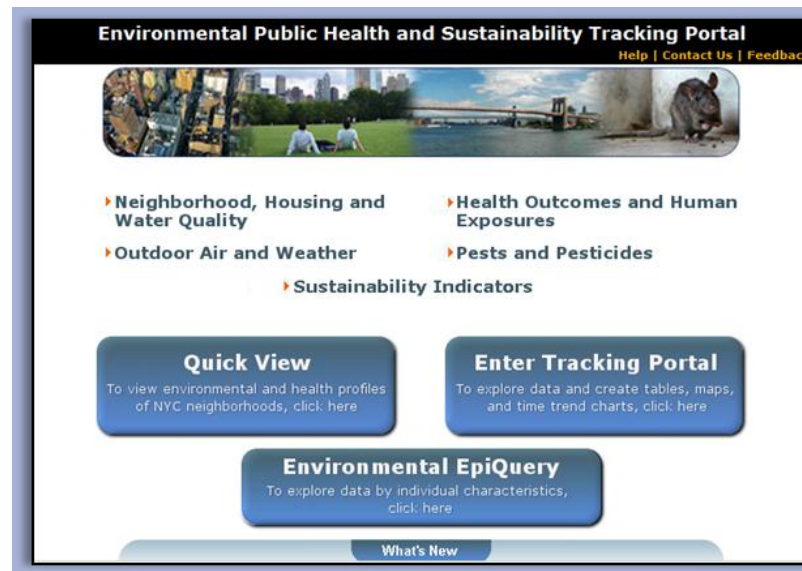 Environmental Public Health and Sustainability Tracking Portal
Help | Contact Us | Feedbac
Neighborhood, Housing and
Water Quality
Health Outcomes and Human
Exposures
Outdoor Air and Weather
Pests and Pesticides
Sustainability Indicators
Quick View
To view environmental and health profiles
of NYC neighborhoods, click here
Enter Tracking Portal
To explore data and create tables, maps,
and time trend charts, click here
Environmental EpiQuery
To explore data by individual characteristics,
click here
What's New